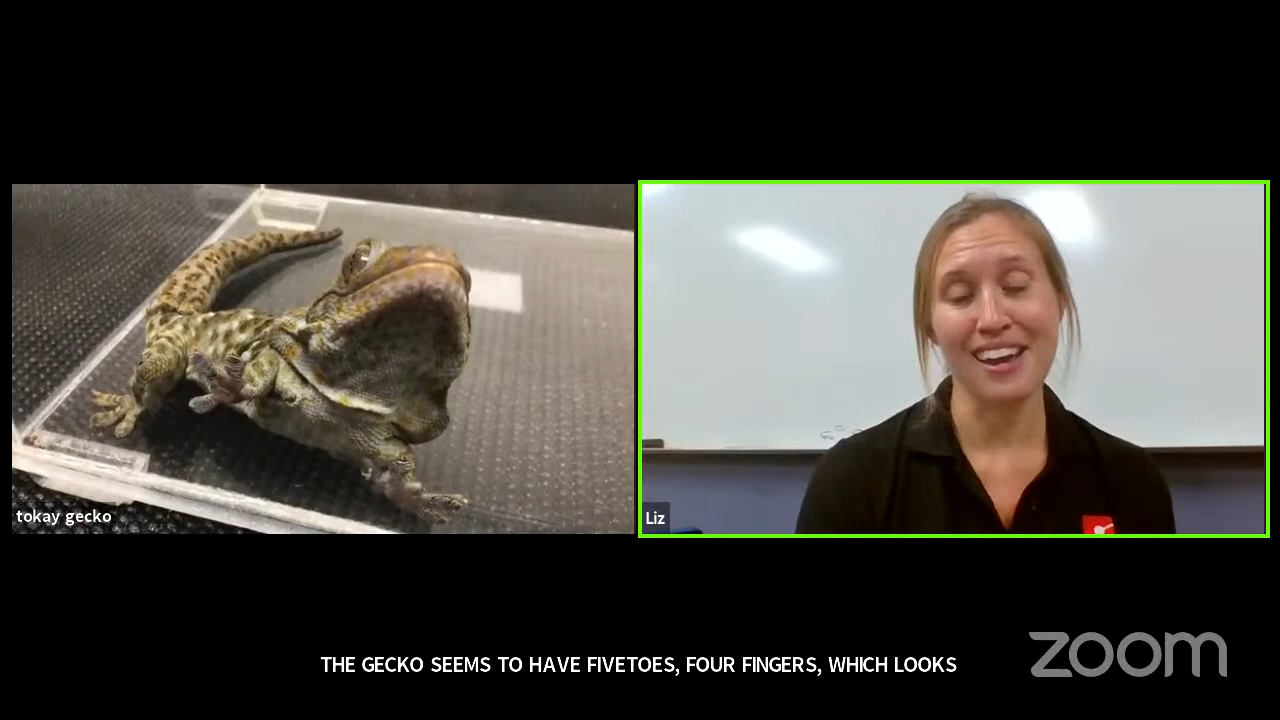 tokay gecko
Liz
THE GECKO SEEMS TO HAVE FIVETOES, FOUR FINGERS, WHICH LOOKS
zoom